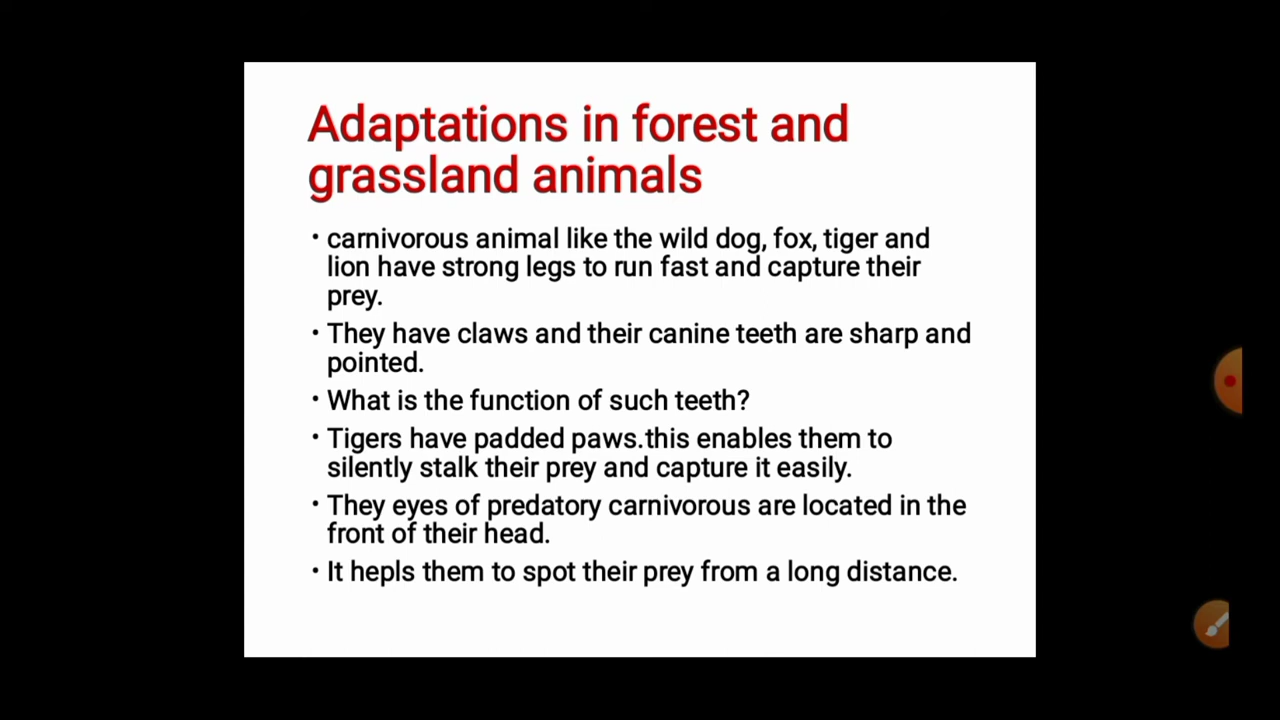 Adaptations in forest and
grassland animals
• carnivorous animal like the wild dog, fox, tiger and
lion have strong legs to run fast and capture their
prey.
• They have claws and their canine teeth are sharp and
pointed.
• What is the function of such teeth?
• Tigers have padded paws.this enables them to
silently stalk their prey and capture it easily.
• They eyes of predatory carnivorous are located in the
front of their head.
• It hepls them to spot their prey from a long distance.